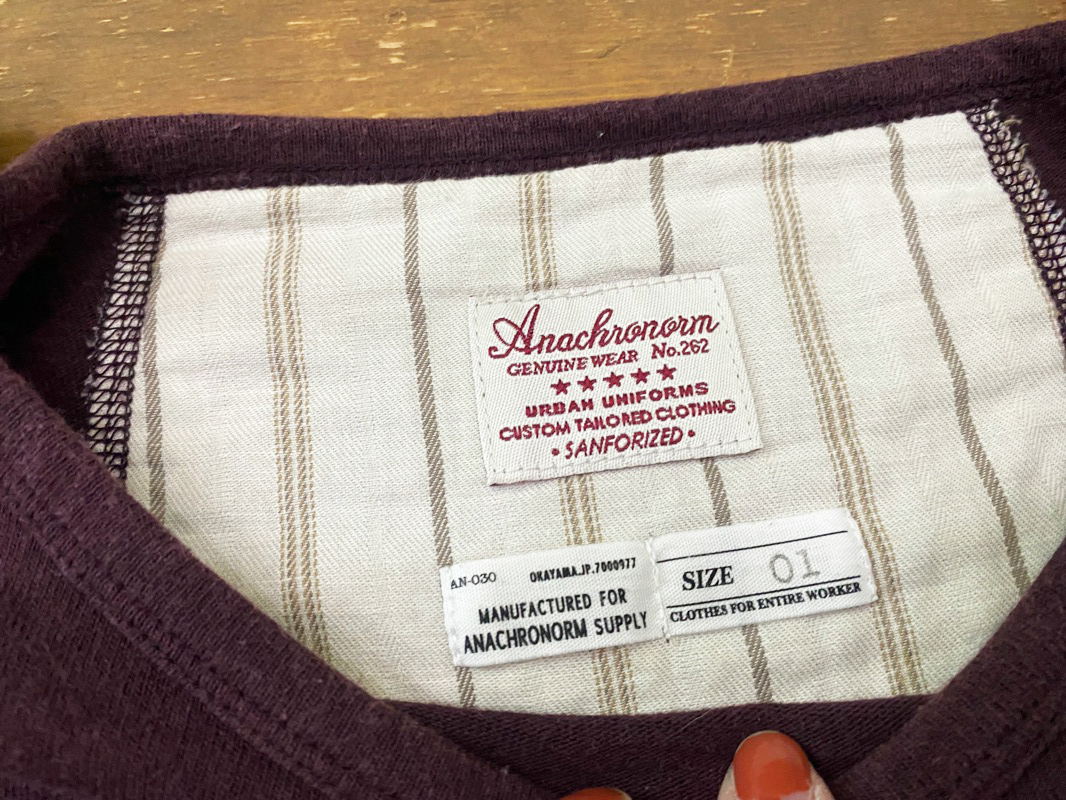 Anachronorm
GENUINE WEAR No.262
★★★★★
URBAN UNIFORMS
CUSTOM TAILORED CLOTHING
• SANFORIZED •
AN-030 OKAYAMA.JP.7000977
MANUFACTURED FOR
ANACHRONORM SUPPLY
SIZE 01
CLOTHES FOR ENTIRE WORKER